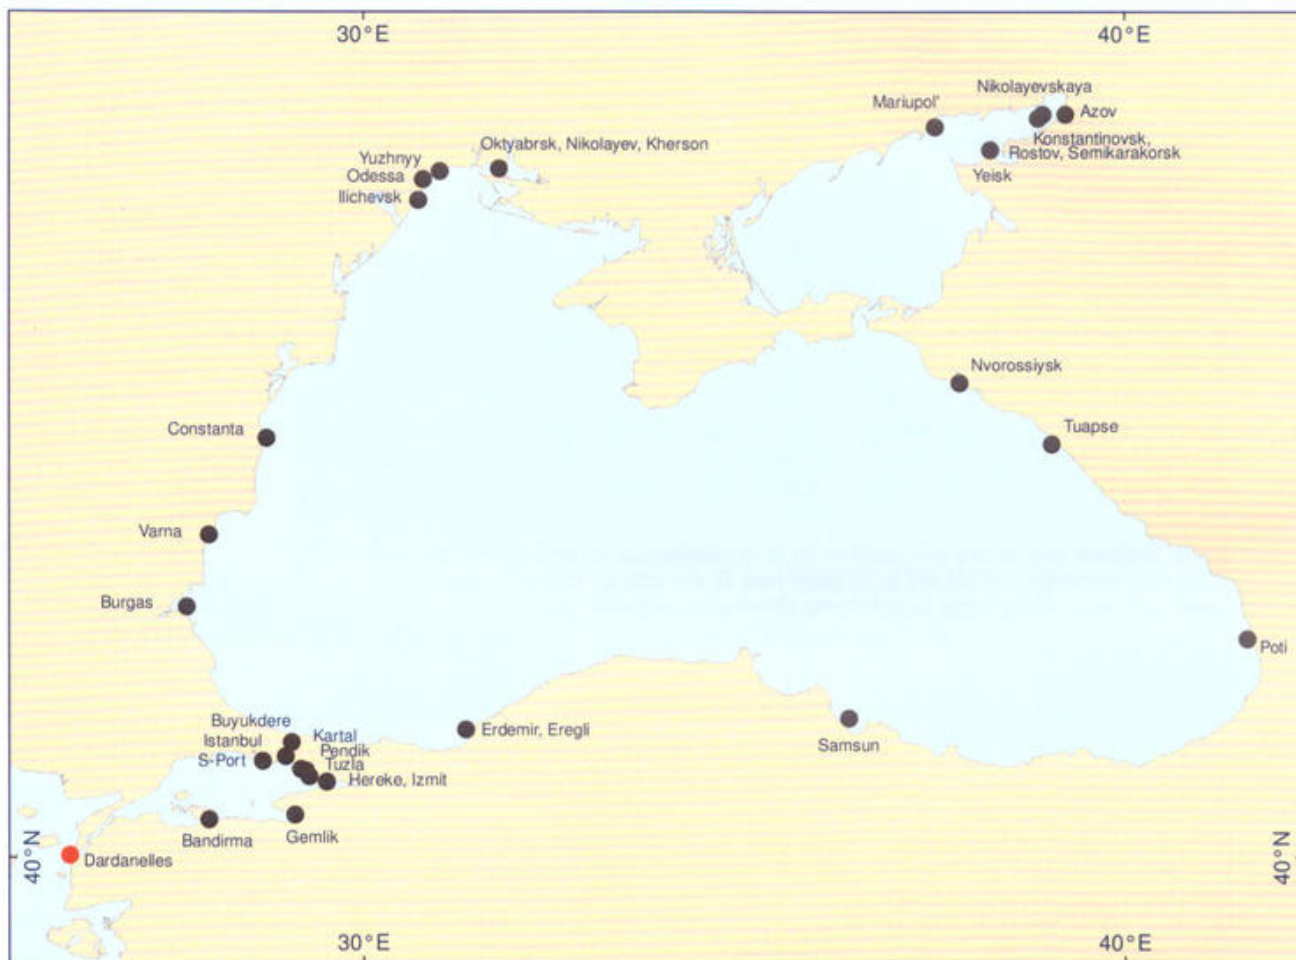 30°E
40°E
Nikolayevskaya
Mariupol'
Azov
Konstantinovsk,
Rostov, Semikarakorsk
Yeisk
Oktyabrsk, Nikolayev, Kherson
Yuzhnyy
Odessa
Ilichevsk
Nvorossiysk
Constanta
Tuapse
Varna
Burgas
Poti
Buyukdere
Kartal
Istanbul
Pendik
S-Port
Tuzla
Hereke, Izmit
Erdemir, Eregli
Samsun
Bandirma
Gemlik
Dardanelles
40°N
40°N
30°E
40°E